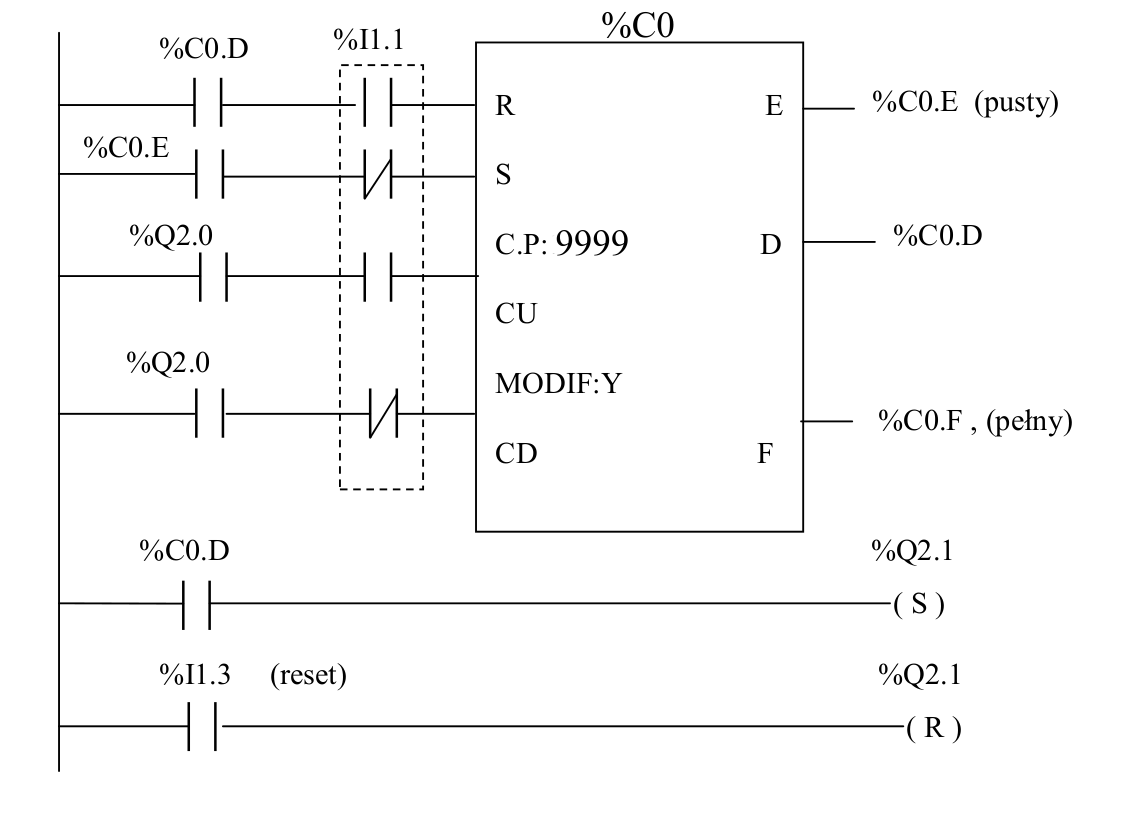 %C0
%C0.D
%I1.1
R
E
%C0.E (pusty)
%C0.E
S
%Q2.0
C.P: 9999
D
%C0.D
CU
%Q2.0
MODIF:Y
%C0.F , (pełny)
CD
F
%C0.D
%Q2.1
( S )
%I1.3 (reset)
%Q2.1
( R )